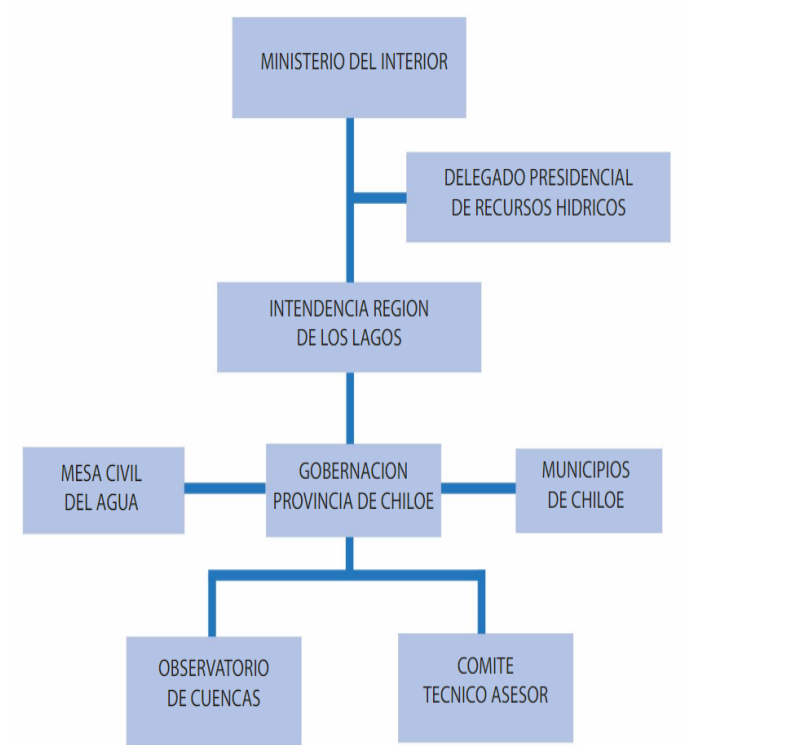 MINISTERIO DEL INTERIOR
DELEGADO PRESIDENCIAL
DE RECURSOS HIDRICOS
INTENDENCIA REGION
DE LOS LAGOS
MESA CIVIL
DEL AGUA
GOBERNACION
PROVINCIA DE CHILOE
MUNICIPIOS
DE CHILOE
OBSERVATORIO
DE CUENCAS
COMITE
TECNICO ASESOR